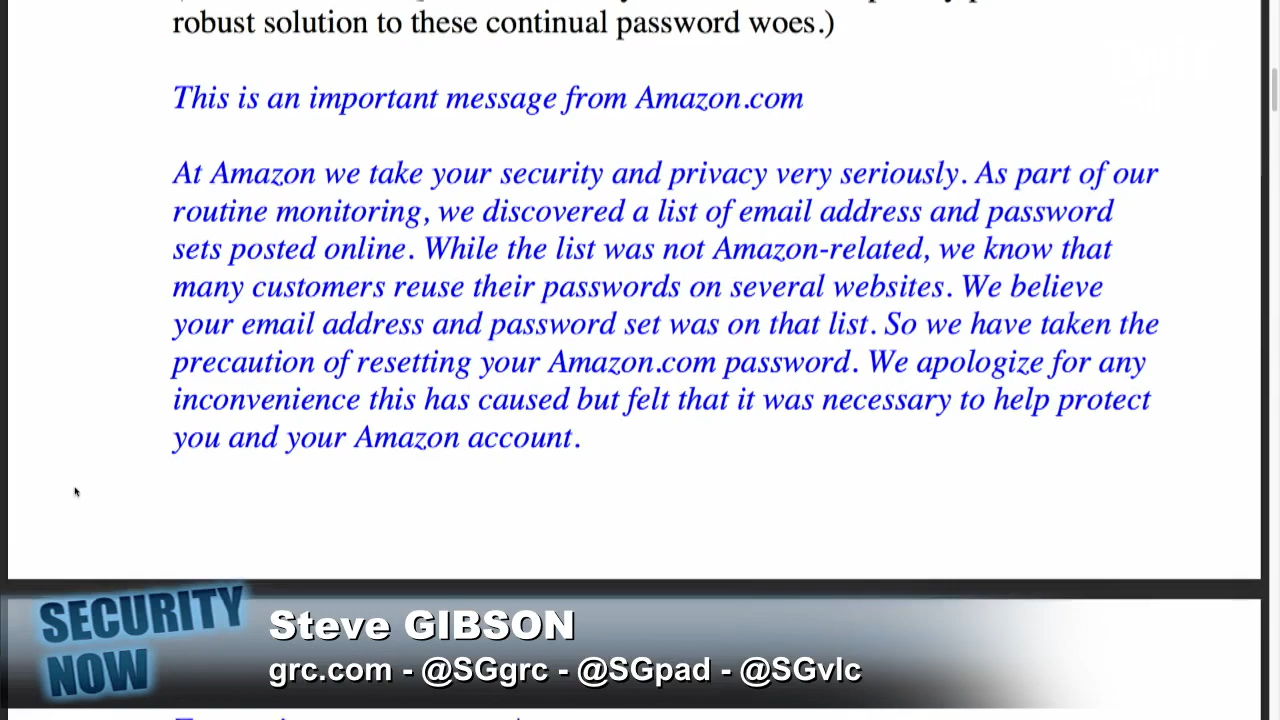 robust solution to these continual password woes.)
This is an important message from Amazon.com
At Amazon we take your security and privacy very seriously. As part of our
routine monitoring, we discovered a list of email address and password
sets posted online. While the list was not Amazon-related, we know that
many customers reuse their passwords on several websites. We believe
your email address and password set was on that list. So we have taken the
precaution of resetting your Amazon.com password. We apologize for any
inconvenience this has caused but felt that it was necessary to help protect
you and your Amazon account.
SECURITY
NOW
Steve GIBSON
grc.com - @SGgrc - @SGpad - @SGvlc